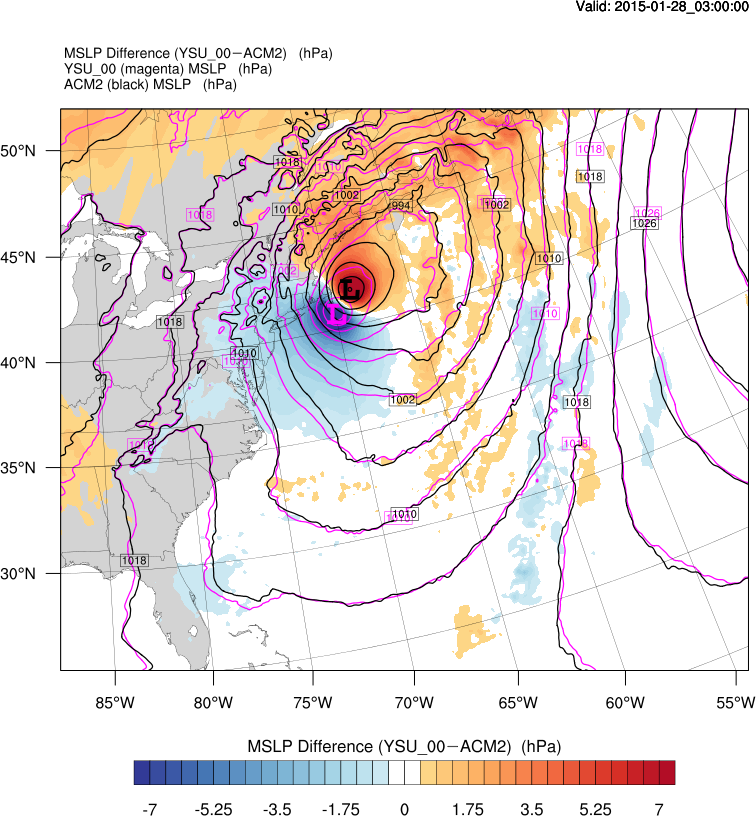 Valid: 2015-01-28_03:00:00
MSLP Difference (YSU_00−ACM2) (hPa)
YSU_00 (magenta) MSLP (hPa)
ACM2 (black) MSLP (hPa)
50°N
45°N
40°N
35°N
30°N
1018
1018
1010
1018
1002
1010
994
1002
1018
1026
1026
1010
1002
L
L
1010
1018
1010
1002
1018
1018
1010
1010
1018
85°W
80°W
75°W
70°W
65°W
60°W
55°W
MSLP Difference (YSU_00−ACM2) (hPa)
-7
-5.25
-3.5
-1.75
0
1.75
3.5
5.25
7